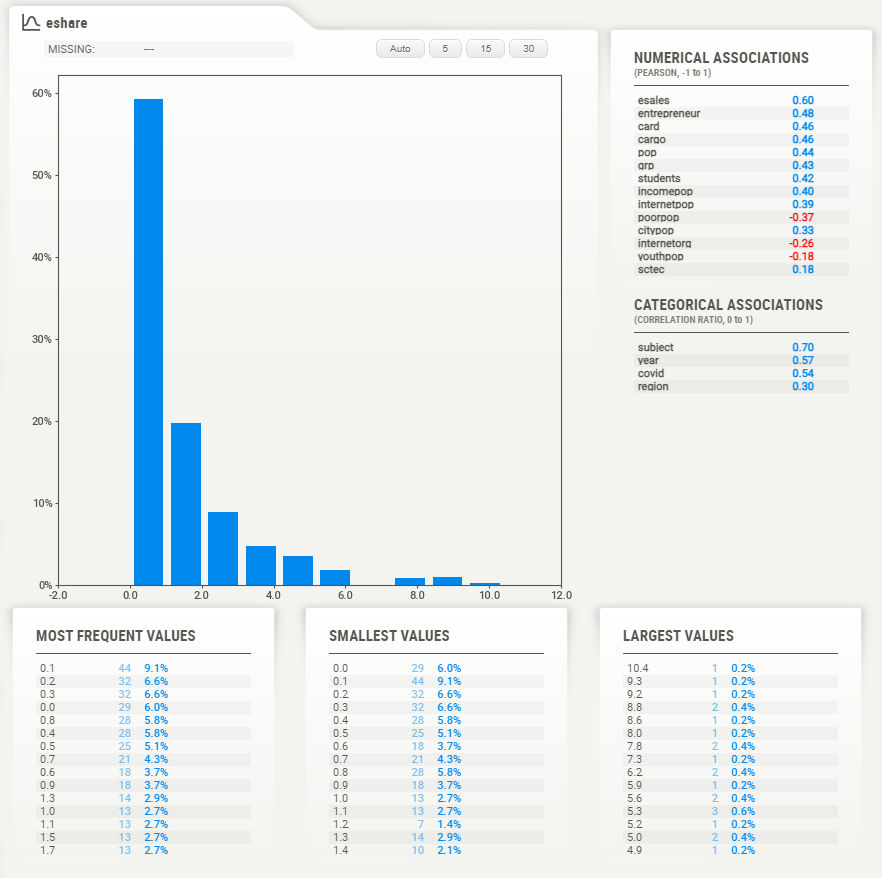 eshare
MISSING: ---
Auto 5 15 30
60%
50%
40%
30%
20%
10%
0%
-2.0 0.0 2.0 4.0 6.0 8.0 10.0 12.0
NUMERICAL ASSOCIATIONS
(PEARSON, -1 to 1)
esales 0.60
entrepreneur 0.48
card 0.46
cargo 0.46
pop 0.44
grp 0.43
students 0.42
incomepop 0.40
internetpop 0.39
poorpop -0.37
citypop 0.33
internetorg -0.26
youthpop -0.18
sctec 0.18
CATEGORICAL ASSOCIATIONS
(CORRELATION RATIO, 0 to 1)
subject 0.70
year 0.57
covid 0.54
region 0.30
MOST FREQUENT VALUES
0.1 44 9.1%
0.2 32 6.6%
0.3 32 6.6%
0.0 29 6.0%
0.8 28 5.8%
0.4 28 5.8%
0.5 25 5.1%
0.7 21 4.3%
0.6 18 3.7%
0.9 18 3.7%
1.3 14 2.9%
1.0 13 2.7%
1.1 13 2.7%
1.5 13 2.7%
1.7 13 2.7%
SMALLEST VALUES
0.0 29 6.0%
0.1 44 9.1%
0.2 32 6.6%
0.3 32 6.6%
0.4 28 5.8%
0.5 25 5.1%
0.6 18 3.7%
0.7 21 4.3%
0.8 28 5.8%
0.9 18 3.7%
1.0 13 2.7%
1.1 13 2.7%
1.2 7 1.4%
1.3 14 2.9%
1.4 10 2.1%
LARGEST VALUES
10.4 1 0.2%
9.3 1 0.2%
9.2 1 0.2%
8.8 2 0.4%
8.6 1 0.2%
8.0 1 0.2%
7.8 2 0.4%
7.3 1 0.2%
6.2 2 0.4%
5.9 1 0.2%
5.6 2 0.4%
5.3 3 0.6%
5.2 1 0.2%
5.0 2 0.4%
4.9 1 0.2%